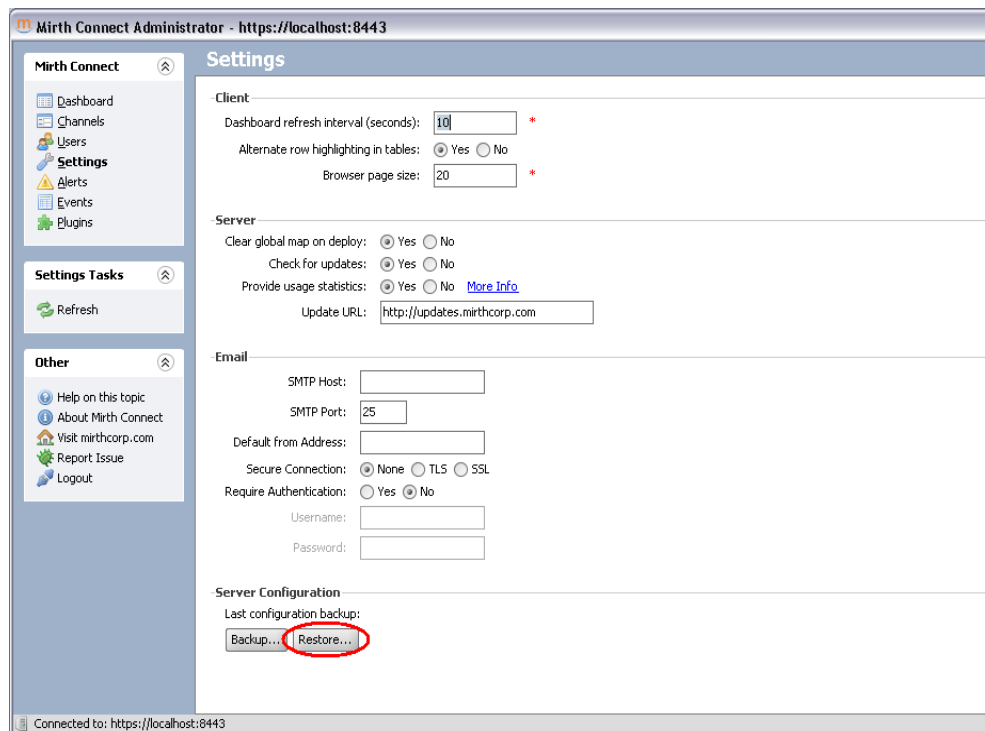 Mirth Connect Administrator - https://localhost:8443
Mirth Connect
Dashboard
Channels
Users
Settings
Alerts
Events
Plugins
Settings Tasks
Refresh
Other
Help on this topic
About Mirth Connect
Visit mirthcorp.com
Report Issue
Logout
Settings
Client
Dashboard refresh interval (seconds): 10 *
Alternate row highlighting in tables: Yes No
Browser page size: 20 *
Server
Clear global map on deploy: Yes No
Check for updates: Yes No
Provide usage statistics: Yes No More Info
Update URL: http://updates.mirthcorp.com
Email
SMTP Host:
SMTP Port: 25
Default from Address:
Secure Connection: None TLS SSL
Require Authentication: Yes No
Username:
Password:
Server Configuration
Last configuration backup:
Backup... Restore...
Connected to: https://localhost:8443